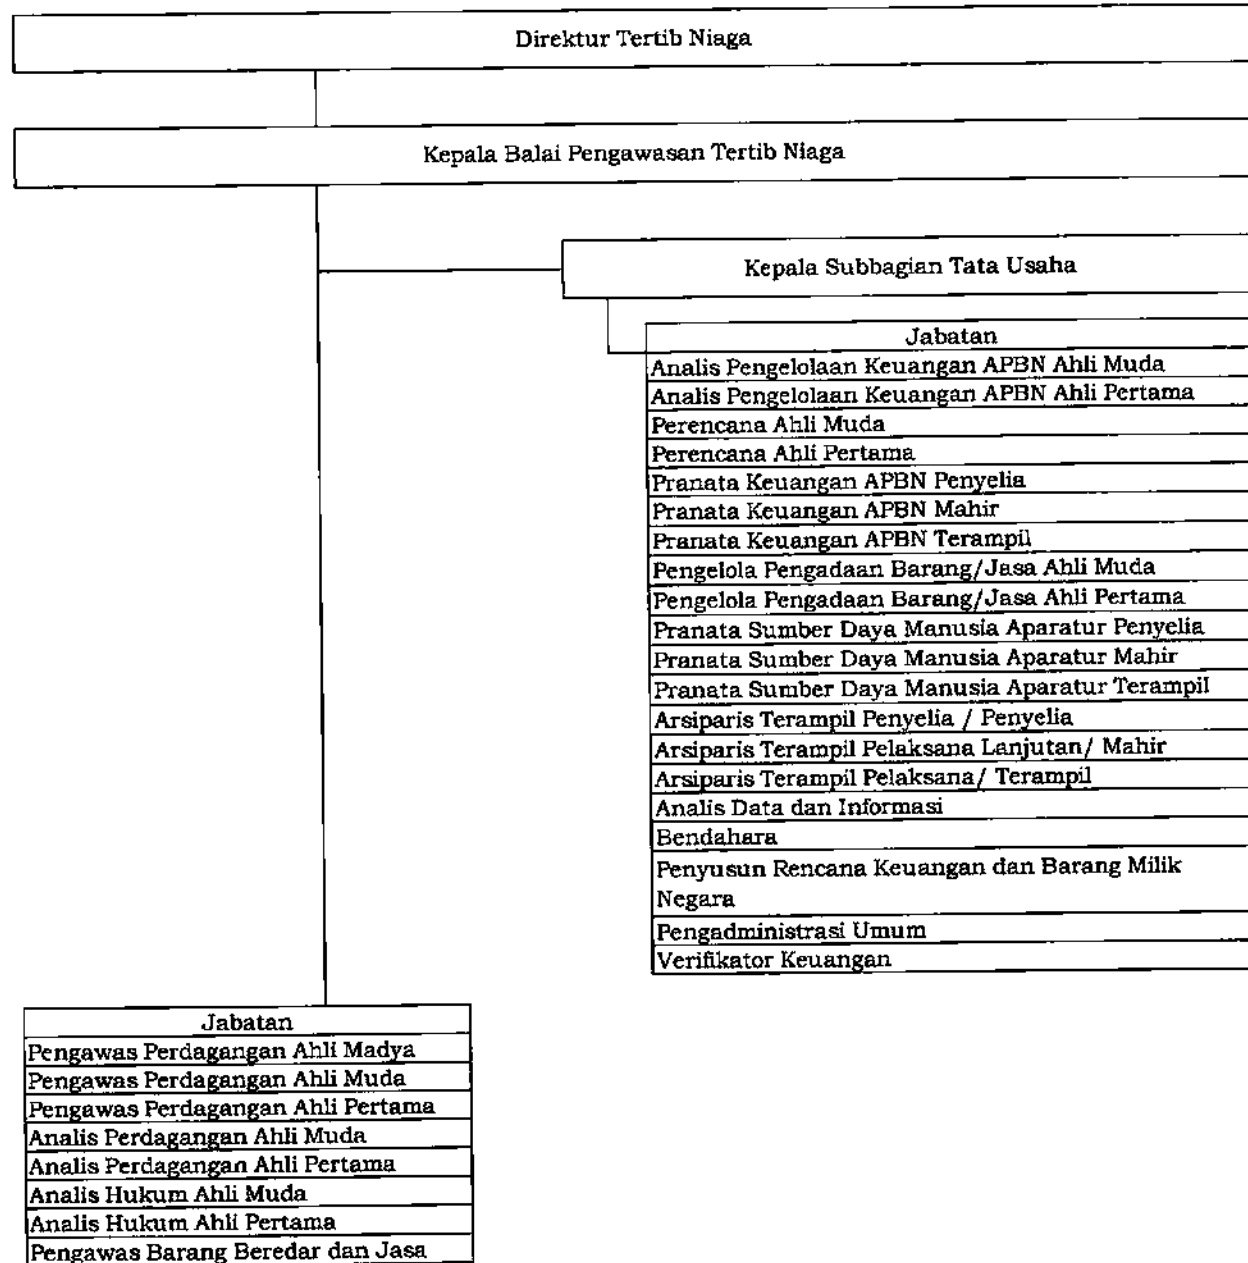 Direktur Tertib Niaga
Kepala Balai Pengawasan Tertib Niaga
Kepala Subbagian Tata Usaha
Jabatan
Analis Pengelolaan Keuangan APBN Ahli Muda
Analis Pengelolaan Keuangan APBN Ahli Pertama
Perencana Ahli Muda
Perencana Ahli Pertama
Pranata Keuangan APBN Penyelia
Pranata Keuangan APBN Mahir
Pranata Keuangan APBN Terampil
Pengelola Pengadaan Barang/Jasa Ahli Muda
Pengelola Pengadaan Barang/Jasa Ahli Pertama
Pranata Sumber Daya Manusia Aparatur Penyelia
Pranata Sumber Daya Manusia Aparatur Mahir
Pranata Sumber Daya Manusia Aparatur Terampil
Arsiparis Terampil Penyelia / Penyelia
Arsiparis Terampil Pelaksana Lanjutan/ Mahir
Arsiparis Terampil Pelaksana/ Terampil
Analis Data dan Informasi
Bendahara
Penyusun Rencana Keuangan dan Barang Milik
Negara
Pengadministrasi Umum
Verifikator Keuangan
Jabatan
Pengawas Perdagangan Ahli Madya
Pengawas Perdagangan Ahli Muda
Pengawas Perdagangan Ahli Pertama
Analis Perdagangan Ahli Muda
Analis Perdagangan Ahli Pertama
Analis Hukum Ahli Muda
Analis Hukum Ahli Pertama
Pengawas Barang Beredar dan Jasa